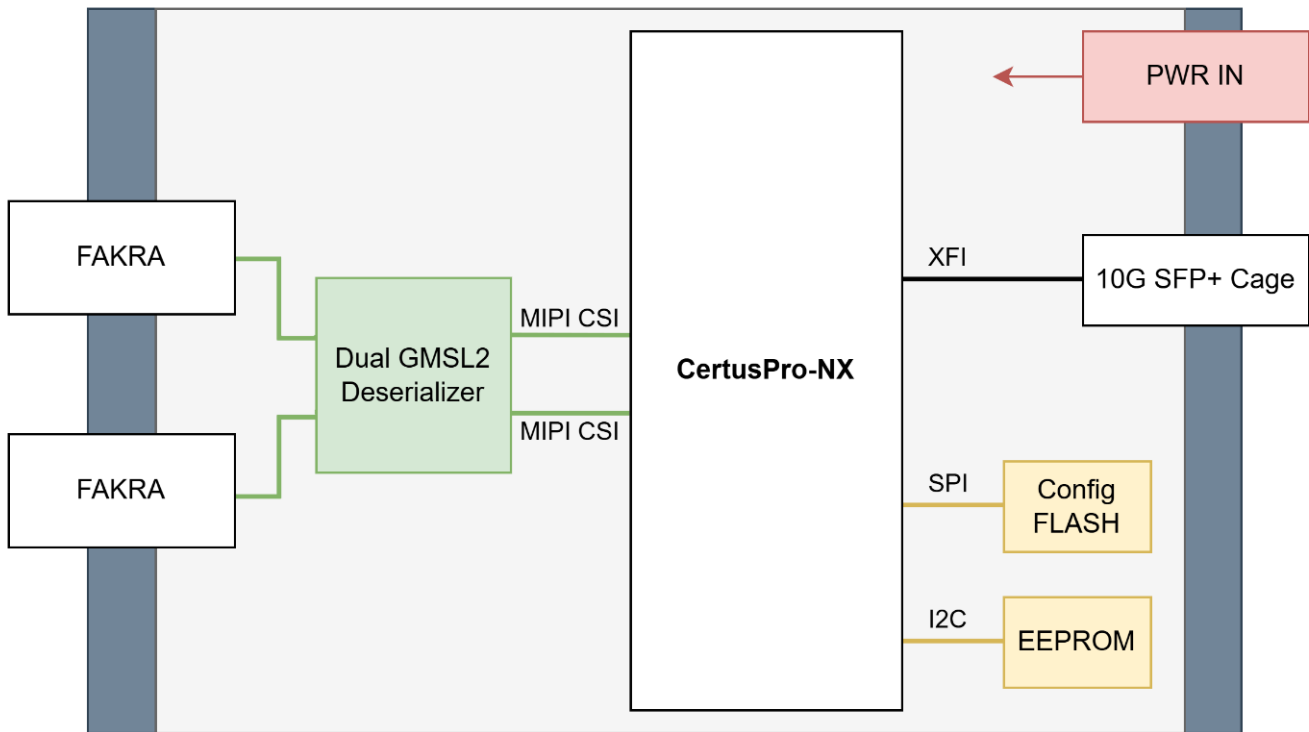 PWR IN
FAKRA
XFI
10G SFP+ Cage
MIPI CSI
Dual GMSL2
Deserializer
CertusPro-NX
MIPI CSI
FAKRA
SPI
Config
FLASH
I2C
EEPROM